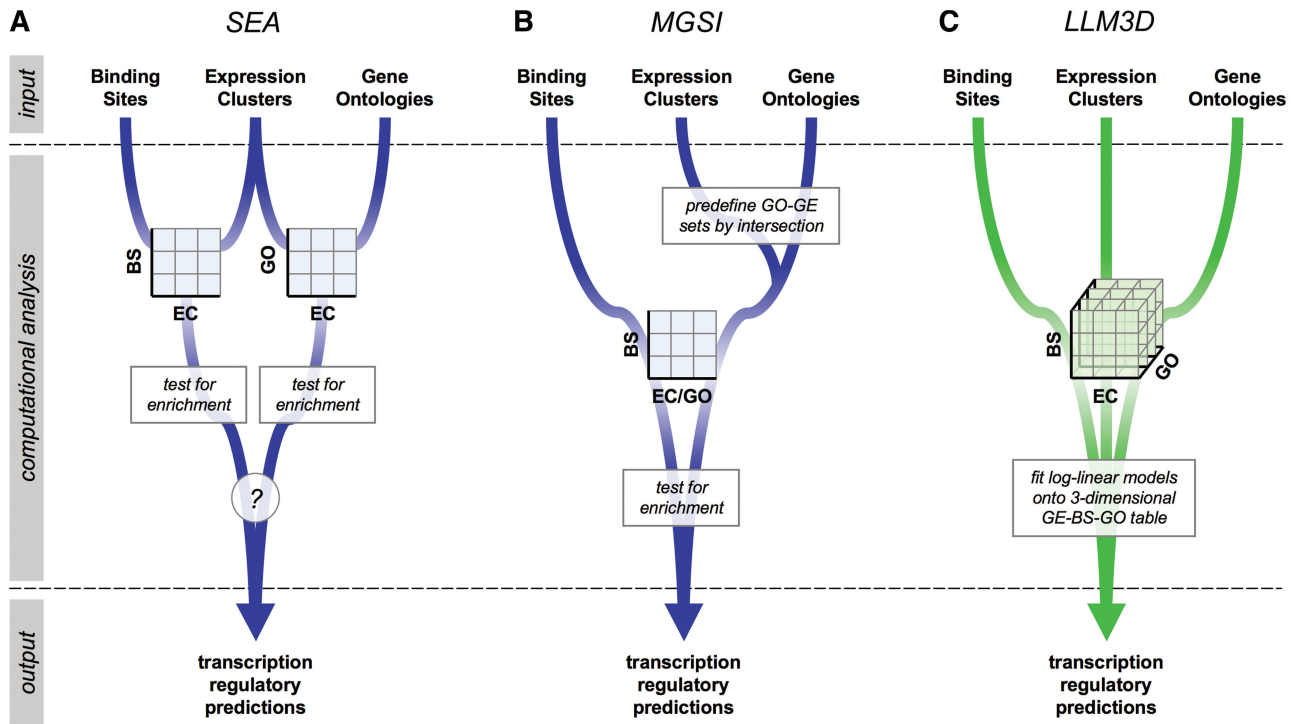 A
SEA
B
MGSI
C
LLM3D
input
Binding
Sites
Expression
Clusters
Gene
Ontologies
Binding
Sites
Expression
Clusters
Gene
Ontologies
Binding
Sites
Expression
Clusters
Gene
Ontologies
computational analysis
BS
EC
GO
EC
test for
enrichment
test for
enrichment
?
predefine GO-GE
sets by intersection
BS
EC/GO
test for
enrichment
BS
EC
GO
fit log-linear models
onto 3-dimensional
GE-BS-GO table
output
transcription
regulatory
predictions
transcription
regulatory
predictions
transcription
regulatory
predictions